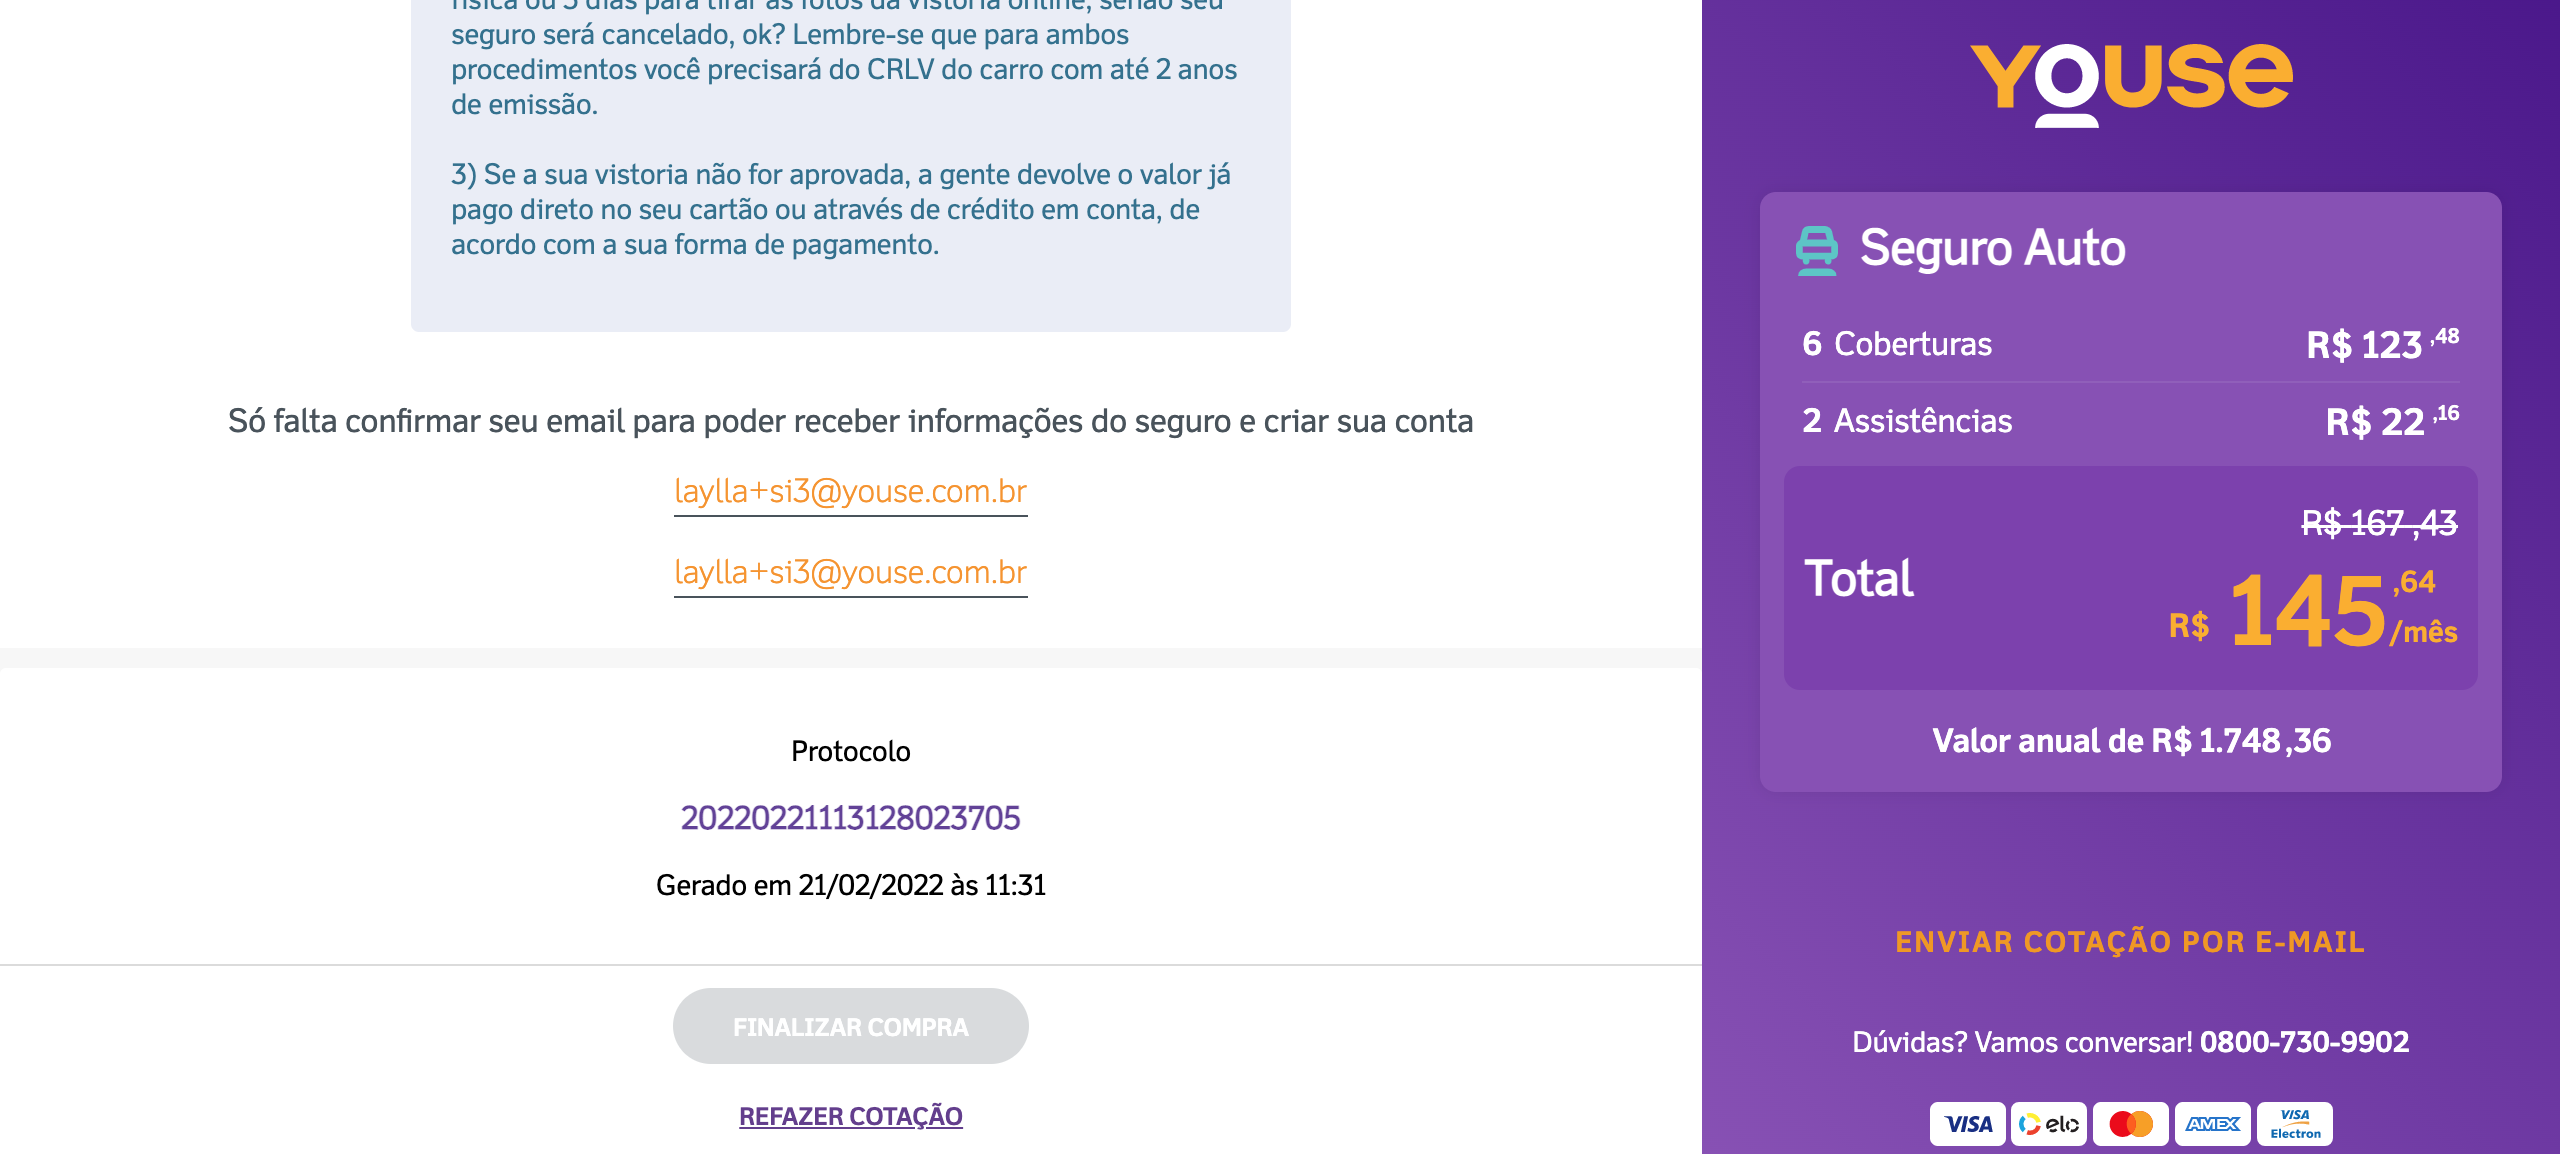 física ou 5 dias para tirar as fotos da vistoria online, senão seu
seguro será cancelado, ok? Lembre-se que para ambos
procedimentos você precisará do CRLV do carro com até 2 anos
de emissão.
3) Se a sua vistoria não for aprovada, a gente devolve o valor já
pago direto no seu cartão ou através de crédito em conta, de
acordo com a sua forma de pagamento.
Só falta confirmar seu email para poder receber informações do seguro e criar sua conta
laylla+si3@youse.com.br
laylla+si3@youse.com.br
Protocolo
20220221113128023705
Gerado em 21/02/2022 às 11:31
FINALIZAR COMPRA
REFAZER COTAÇÃO
YOUSE
Seguro Auto
6 Coberturas R$ 123,48
2 Assistências R$ 22,16
R$ 167,43
Total R$ 145,64/mês
Valor anual de R$ 1.748,36
ENVIAR COTAÇÃO POR E-MAIL
Dúvidas? Vamos conversar! 0800-730-9902
VISA elo AMEX VISA Electron